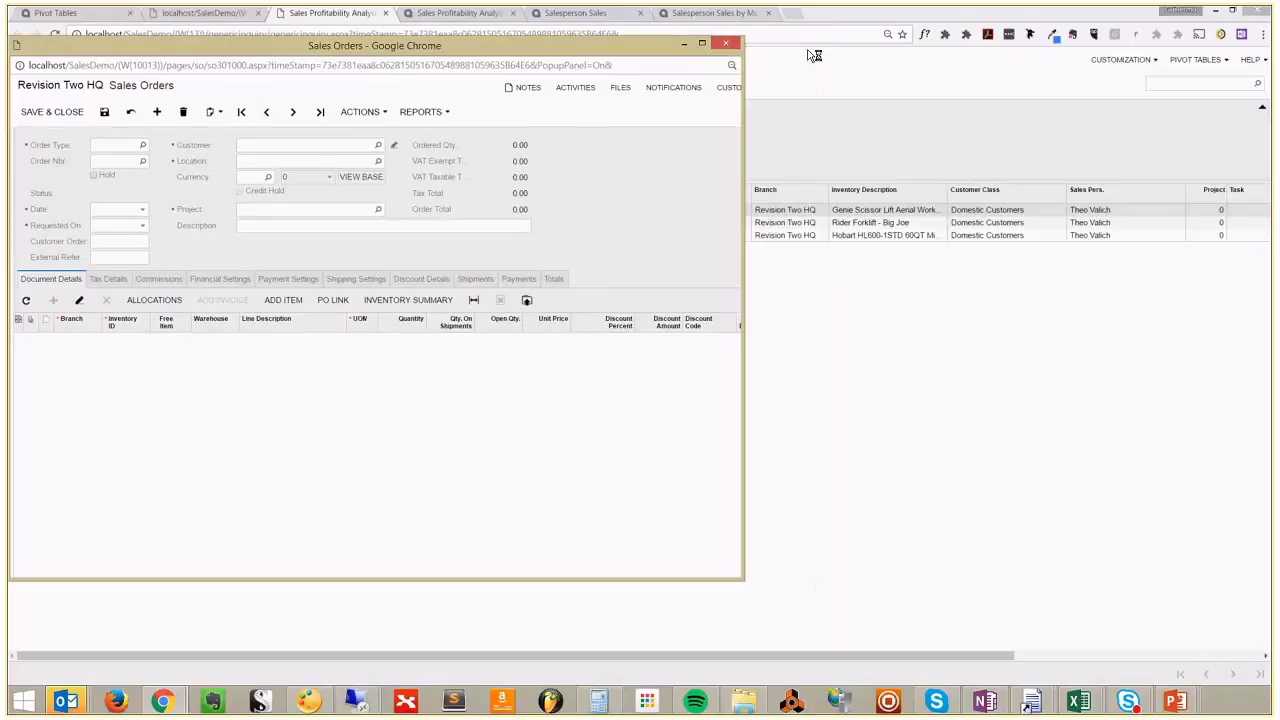 Pivot Tables
localhost/SalesDemo/(W(
Sales Profitability Analys
Sales Profitability Analys
Salesperson Sales
Salesperson Sales by M
Sales Orders - Google Chrome
localhost/SalesDemo/(W(10013)/pages/so/so301000.aspx?timeStamp=73e7381ea8c06281505167054898810596 35E4E6&PopupPanel=On&
CUSTOMIZATION
PIVOT TABLES
HELP
Revision Two HQ Sales Orders
NOTES ACTIVITIES FILES NOTIFICATIONS CUSTO
SAVE & CLOSE
ACTIONS
REPORTS
Order Type:
Customer:
Ordered Qty.: 0.00
Order Nbr.:
Location:
VAT Exempt T... 0.00
Hold
Currency: 0 VIEW BASE
VAT Taxable T... 0.00
Status:
Credit Hold
Tax Total: 0.00
Date:
Project:
Order Total: 0.00
Requested On:
Description
Customer Order:
External Refer...
Document Details Tax Details Commissions Financial Settings Payment Settings Shipping Settings Discount Details Shipments Payments Totals
ALLOCATIONS ADD INVOICE ADD ITEM PO LINK INVENTORY SUMMARY
Branch
Inventory ID
Free Item
Warehouse
Line Description
UOM
Quantity
Qty. On Shipments
Open Qty.
Unit Price
Discount Percent
Discount Amount
Discount Code
Branch Inventory Description Customer Class Sales Pers. Project Task
Revision Two HQ Genie Scissor Lift Aerial Work... Domestic Customers Theo Valich 0
Revision Two HQ Rider Forklift - Big Joe Domestic Customers Theo Valich 0
Revision Two HQ Hobart HL600-1STD 60QT Mi... Domestic Customers Theo Valich 0